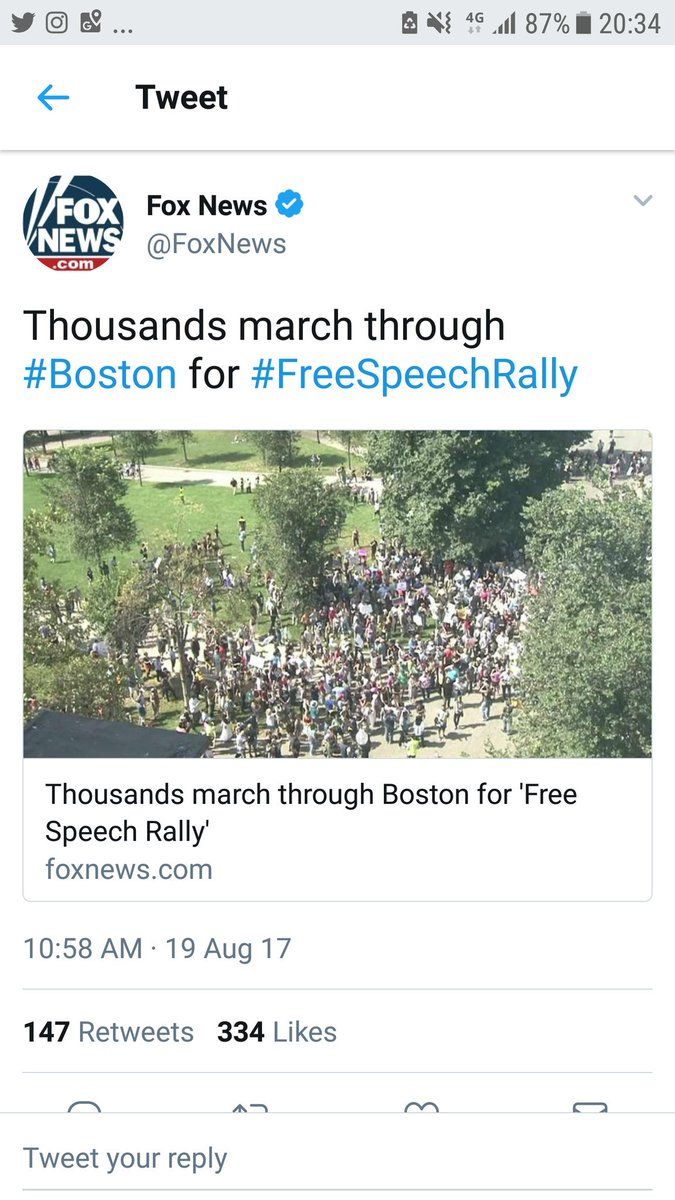 ... 4G 87% 20:34
Tweet
FOX NEWS .com
Fox News
@FoxNews
Thousands march through
#Boston for #FreeSpeechRally
Thousands march through Boston for 'Free
Speech Rally'
foxnews.com
10:58 AM · 19 Aug 17
147 Retweets 334 Likes
Tweet your reply